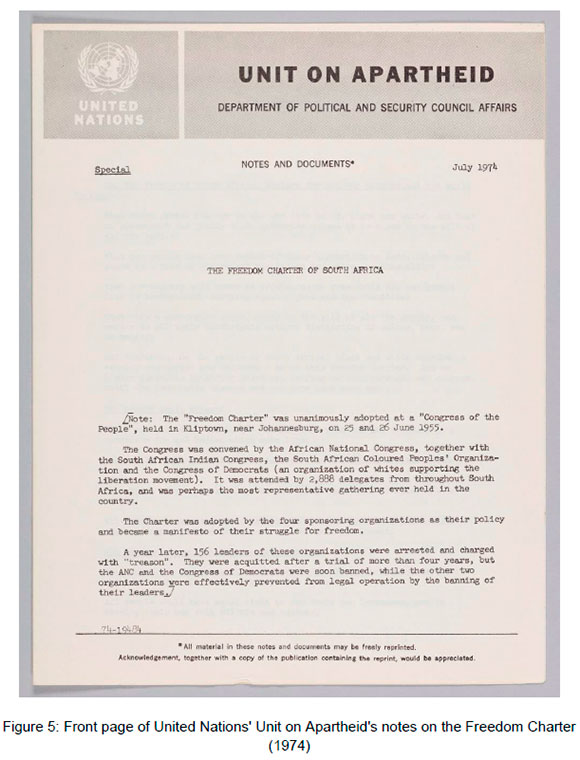 UNITED
NATIONS
UNIT ON APARTHEID
DEPARTMENT OF POLITICAL AND SECURITY COUNCIL AFFAIRS
Special
NOTES AND DOCUMENTS*
July 1974
THE FREEDOM CHARTER OF SOUTH AFRICA
[Note: The "Freedom Charter" was unanimously adopted at a "Congress of the
People", held in Kliptown, near Johannesburg, on 25 and 26 June 1955.
The Congress was convened by the African National Congress, together with
the South African Indian Congress, the South African Coloured Peoples' Organiza-
tion and the Congress of Democrats (an organization of whites supporting the
liberation movement). It was attended by 2,888 delegates from throughout South
Africa, and was perhaps the most representative gathering ever held in the
country.
The Charter was adopted by the four sponsoring organizations as their policy
and became a manifesto of their struggle for freedom.
A year later, 156 leaders of these organizations were arrested and charged
with "treason". They were acquitted after a trial of more than four years, but
the ANC and the Congress of Democrats were soon banned, while the other two
organizations were effectively prevented from legal operation by the banning of
their leaders.]
74-19484
*All material in these notes and documents may be freely reprinted.
Acknowledgement, together with a copy of the publication containing the reprint, would be appreciated.
Figure 5: Front page of United Nations' Unit on Apartheid's notes on the Freedom Charter
(1974)